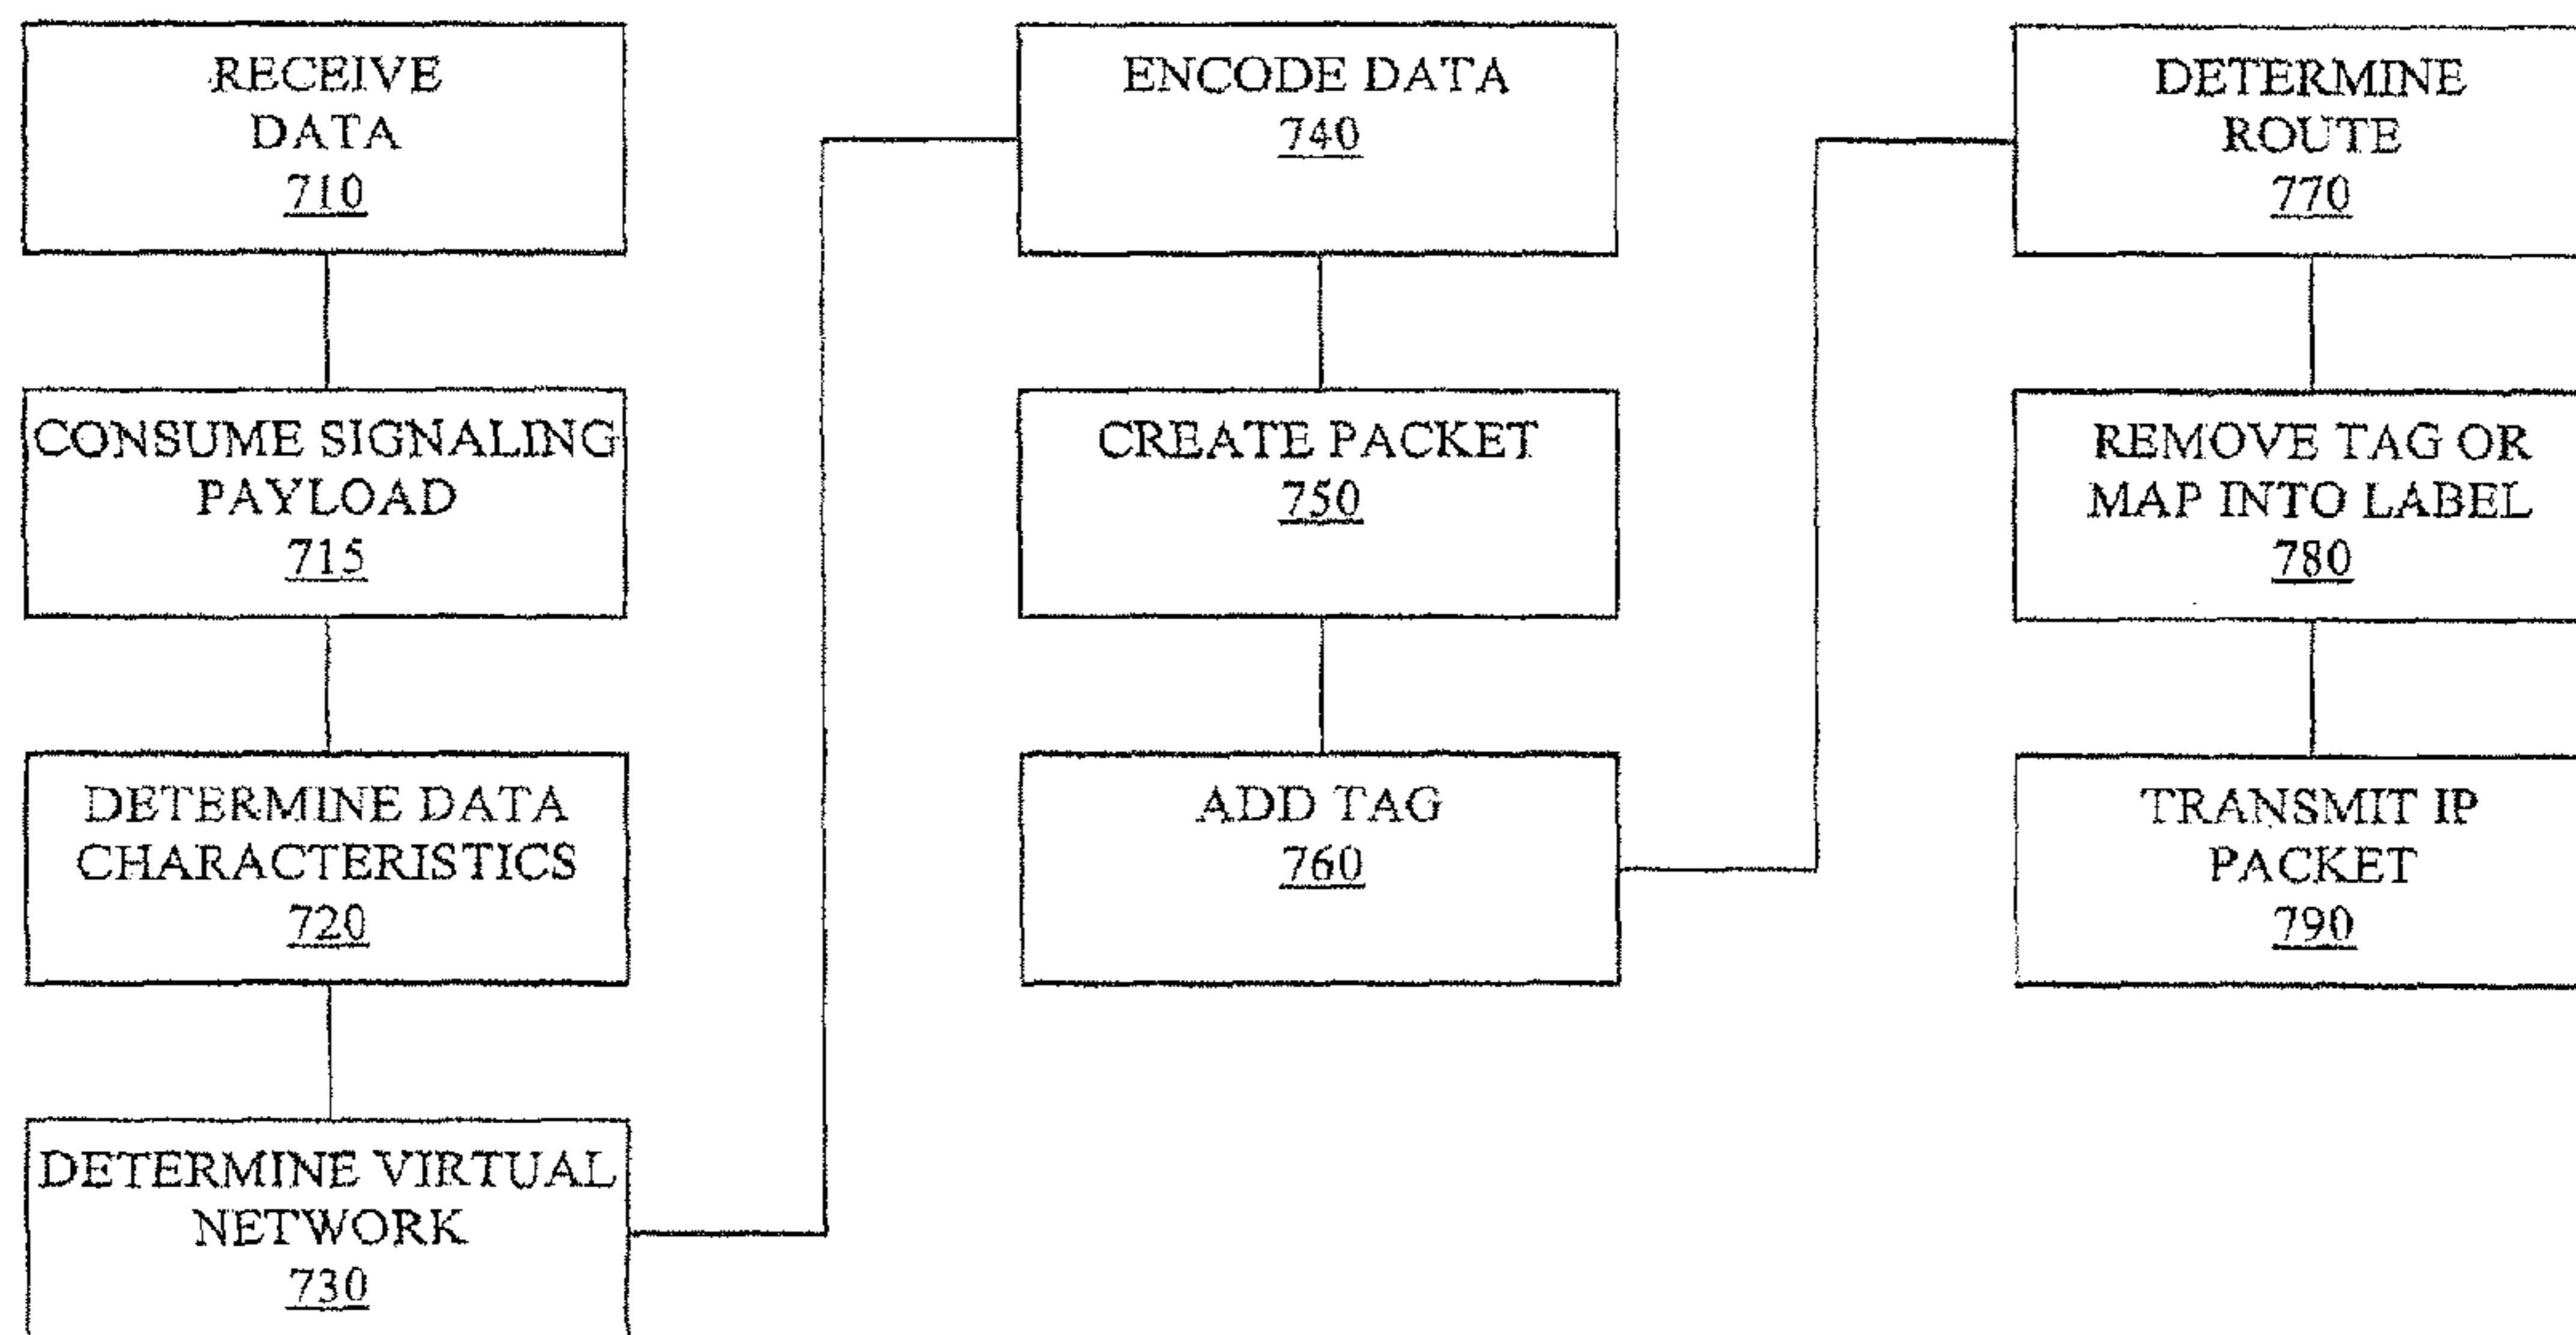 RECEIVE
DATA
710
CONSUME SIGNALING
PAYLOAD
715
DETERMINE DATA
CHARACTERISTICS
720
DETERMINE VIRTUAL
NETWORK
730
ENCODE DATA
740
CREATE PACKET
750
ADD TAG
760
DETERMINE
ROUTE
770
REMOVE TAG OR
MAP INTO LABEL
780
TRANSMIT IP
PACKET
790